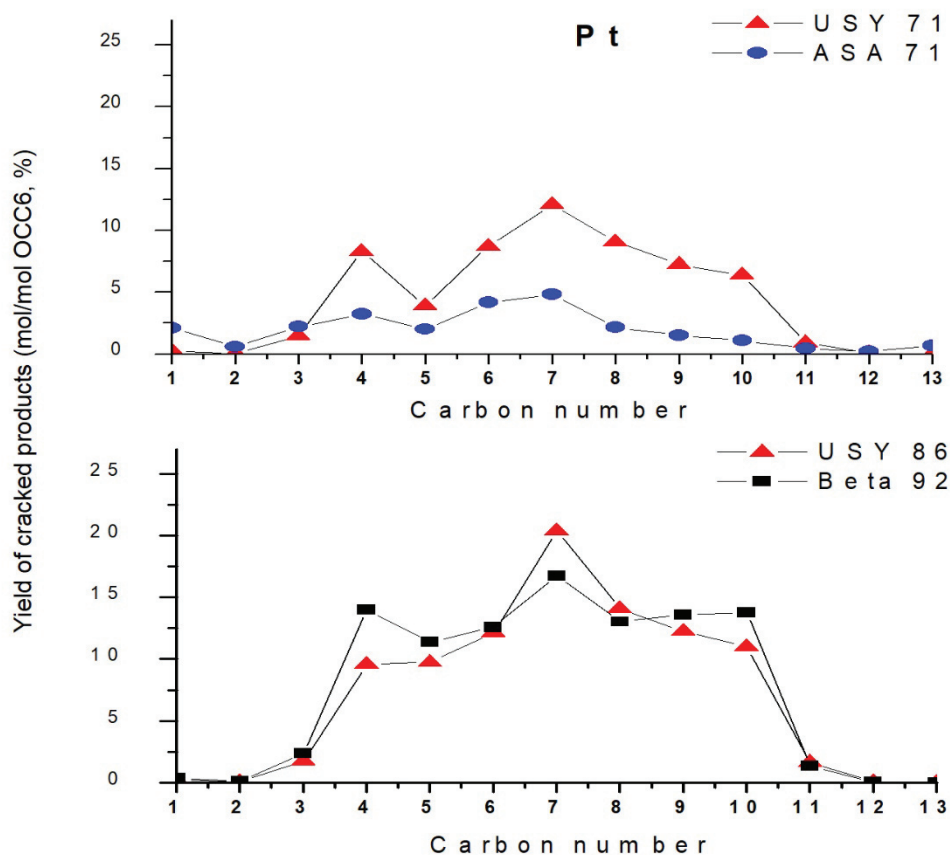 Yield of cracked products (mol/mol OCC6, %)
Pt
USY 71
ASA 71
25
20
15
10
5
0
1 2 3 4 5 6 7 8 9 10 11 12 13
Carbon number
USY 86
Beta 92
25
20
15
10
5
0
1 2 3 4 5 6 7 8 9 10 11 12 13
Carbon number